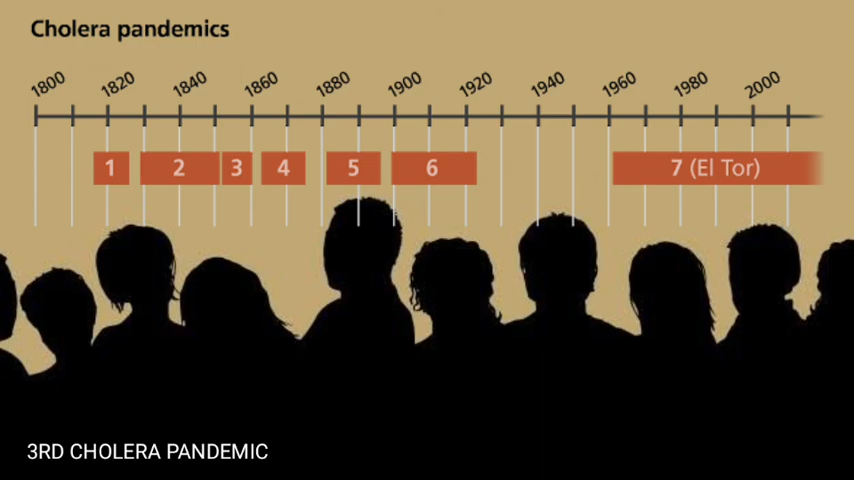 Cholera pandemics
1800 1820 1840 1860 1880 1900 1920 1940 1960 1980 2000
1 2 3 4 5 6 7 (El Tor)
3RD CHOLERA PANDEMIC